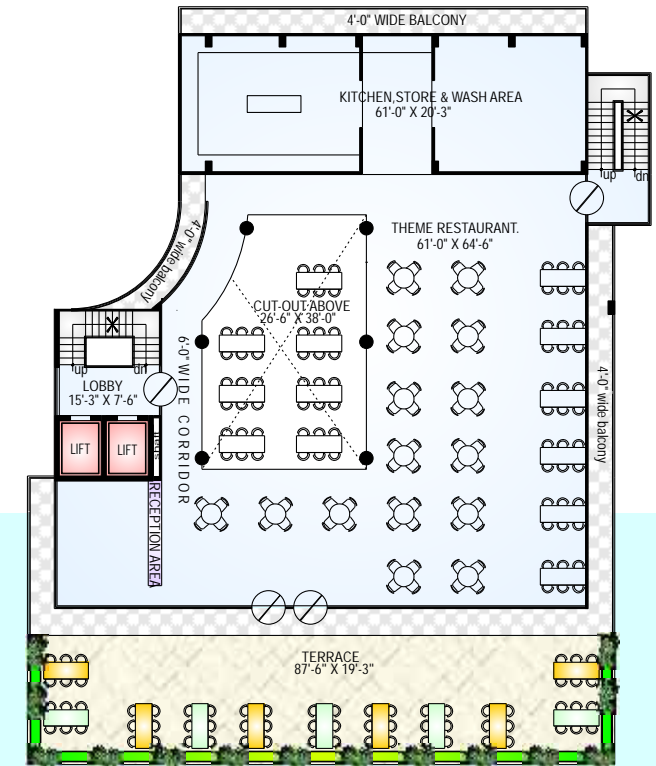 4'-0" WIDE BALCONY
KITCHEN,STORE & WASH AREA
61'-0" X 20'-3"
up
dn
THEME RESTAURANT.
61'-0" X 64'-6"
4'-0" wide balcony
CUT-OUT ABOVE
26'-6" X 38'-0"
6'-0" WIDE CORRIDOR
up
dn
LOBBY
15'-3" X 7'-6"
4'-0" wide balcony
LIFT
LIFT
RECEPTION AREA
TERRACE
87'-6" X 19'-3"